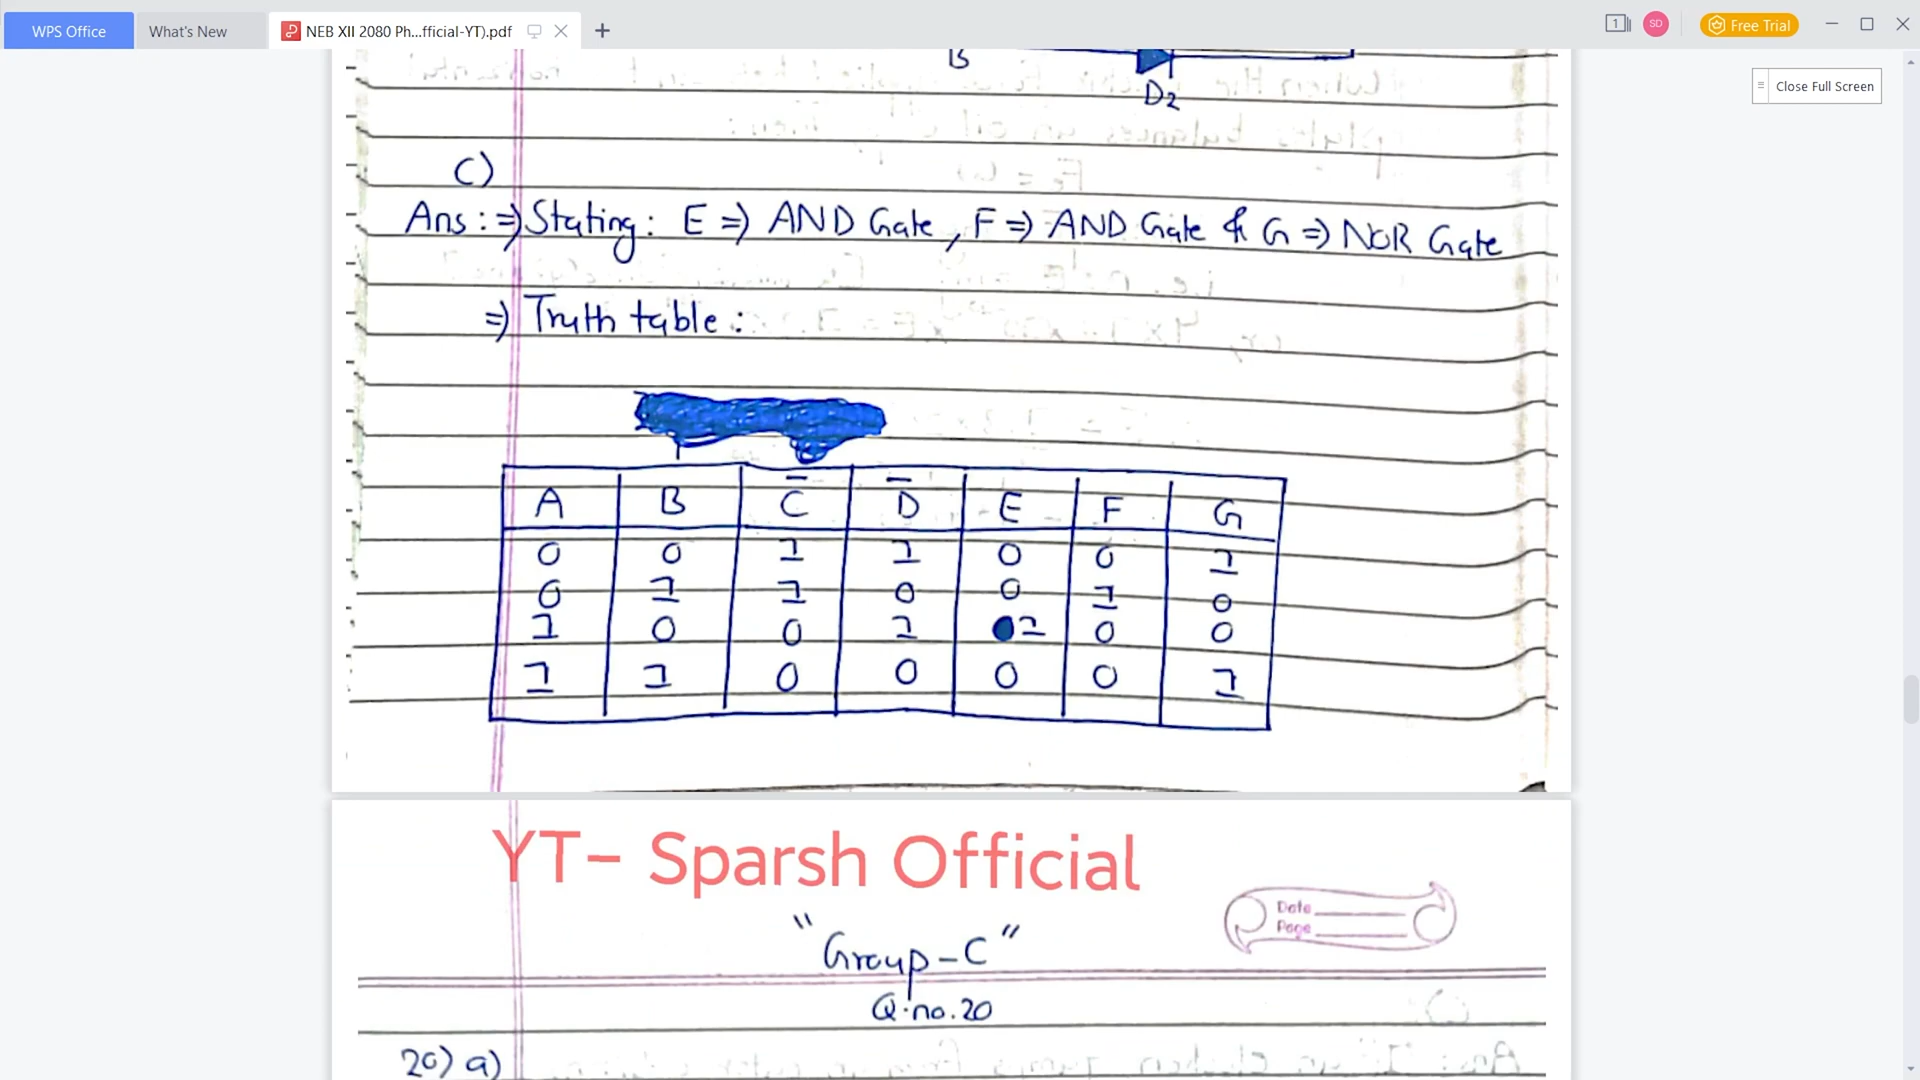 WPS Office
What's New
NEB XII 2080 Ph...fficial-YT).pdf
1
SD
Free Trial
Close Full Screen
B
D2
C)
Ans: => Stating: E => AND Gate, F => AND Gate & G => NOR Gate
=> Truth table:
A B C̅ D̅ E F G
0 0 1 1 0 0 1
0 1 1 0 0 1 0
1 0 0 1 1 0 0
1 1 0 0 0 0 1
YT- Sparsh Official
Date
Page
"Group-C"
Q.no.20
20) a)